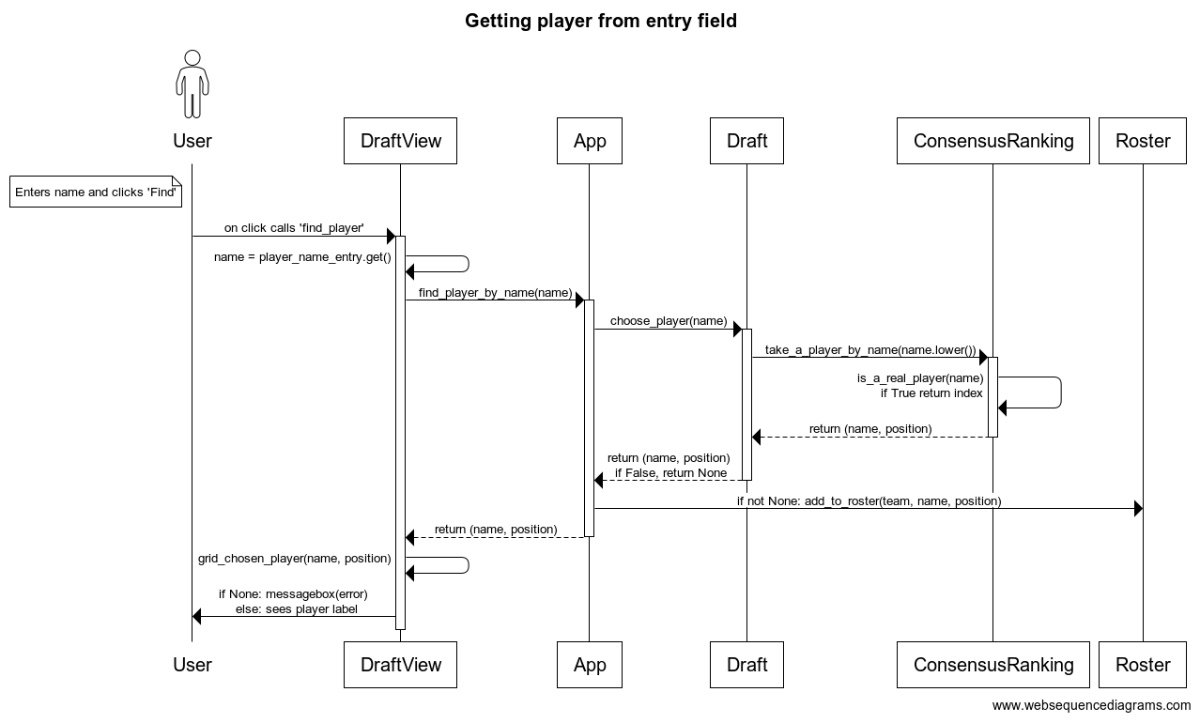 Getting player from entry field
User
DraftView
App
Draft
ConsensusRanking
Roster
Enters name and clicks 'Find'
on click calls 'find_player'
name = player_name_entry.get()
find_player_by_name(name)
choose_player(name)
take_a_player_by_name(name.lower())
is_a_real_player(name)
if True return index
return (name, position)
return (name, position)
if False, return None
if not None: add_to_roster(team, name, position)
return (name, position)
grid_chosen_player(name, position)
if None: messagebox(error)
else: sees player label
User
DraftView
App
Draft
ConsensusRanking
Roster
www.websequencediagrams.com